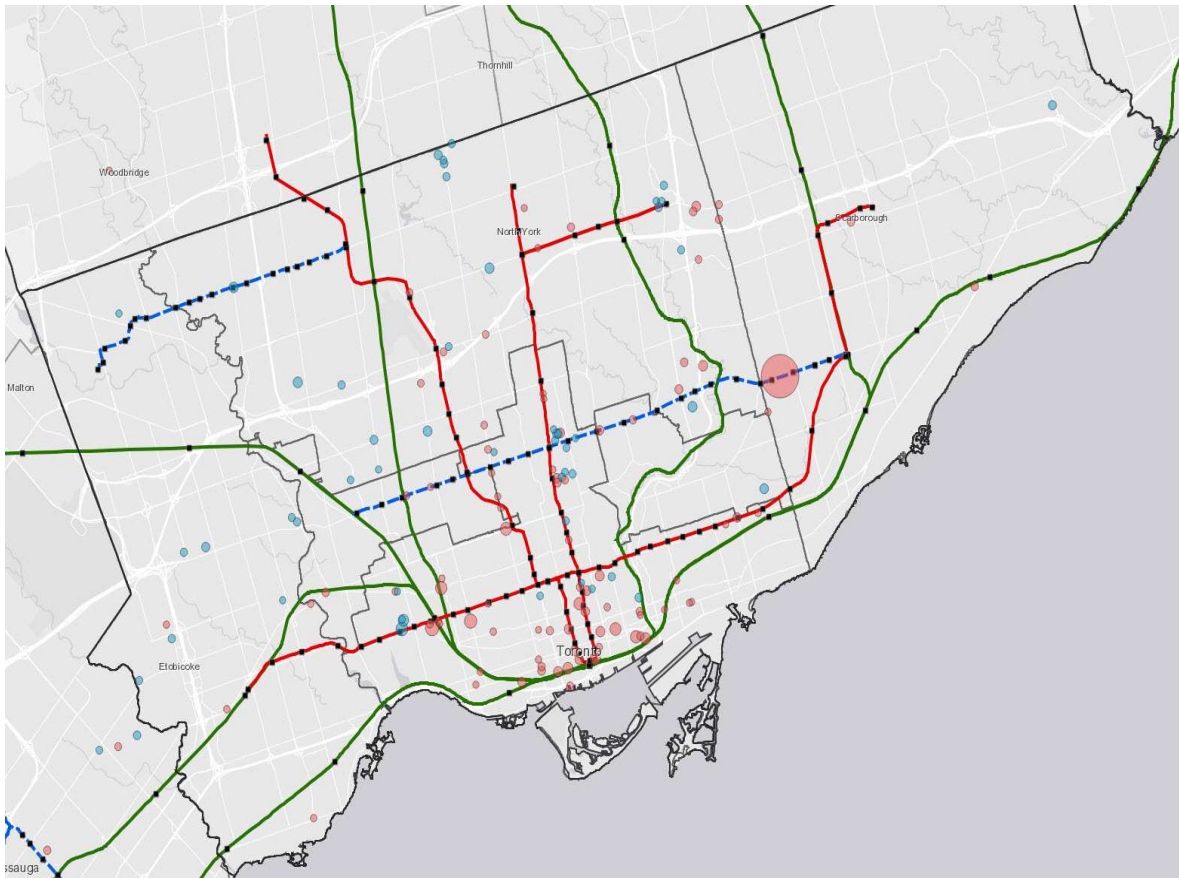 Thornhill
Woodbridge
Scarborough
North York
Malton
Toronto
Etobicoke
ssauga